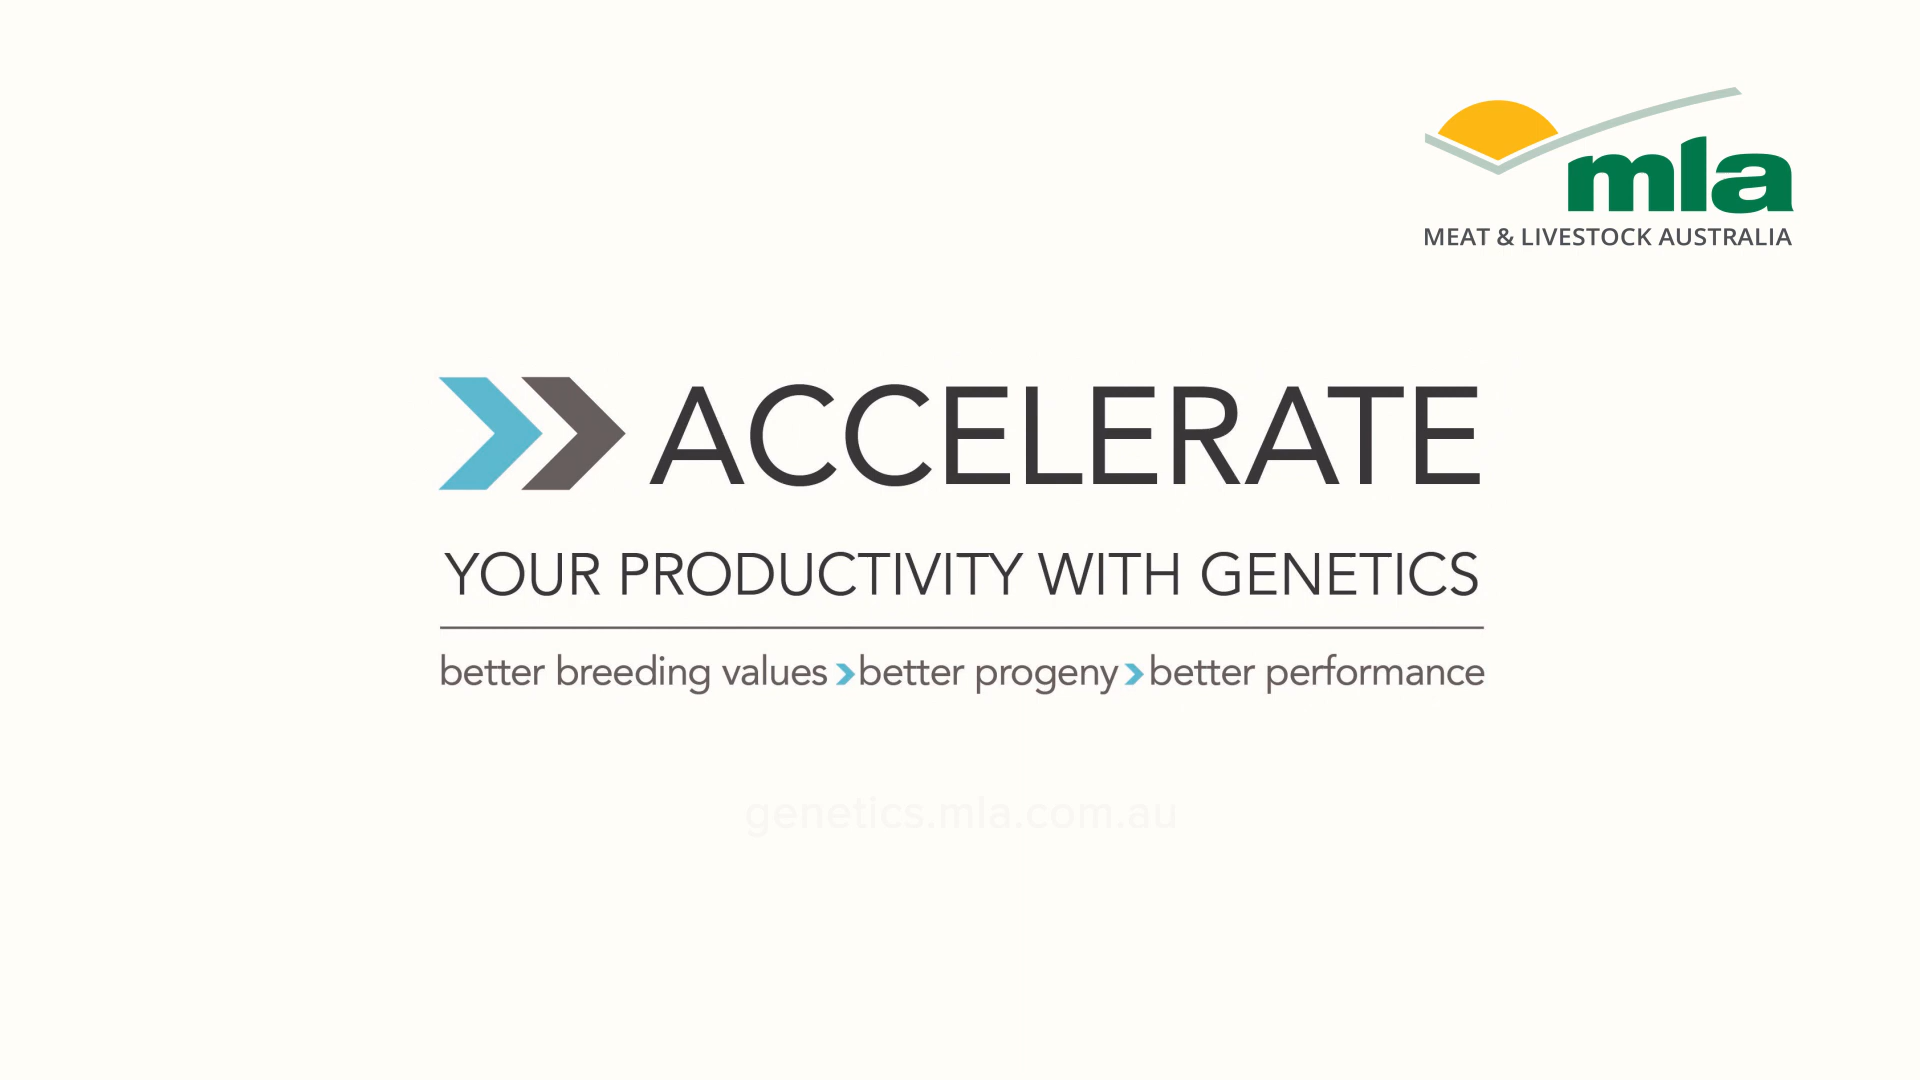 mla
MEAT & LIVESTOCK AUSTRALIA
ACCELERATE
YOUR PRODUCTIVITY WITH GENETICS
better breeding values > better progeny > better performance
genetics.mla.com.au